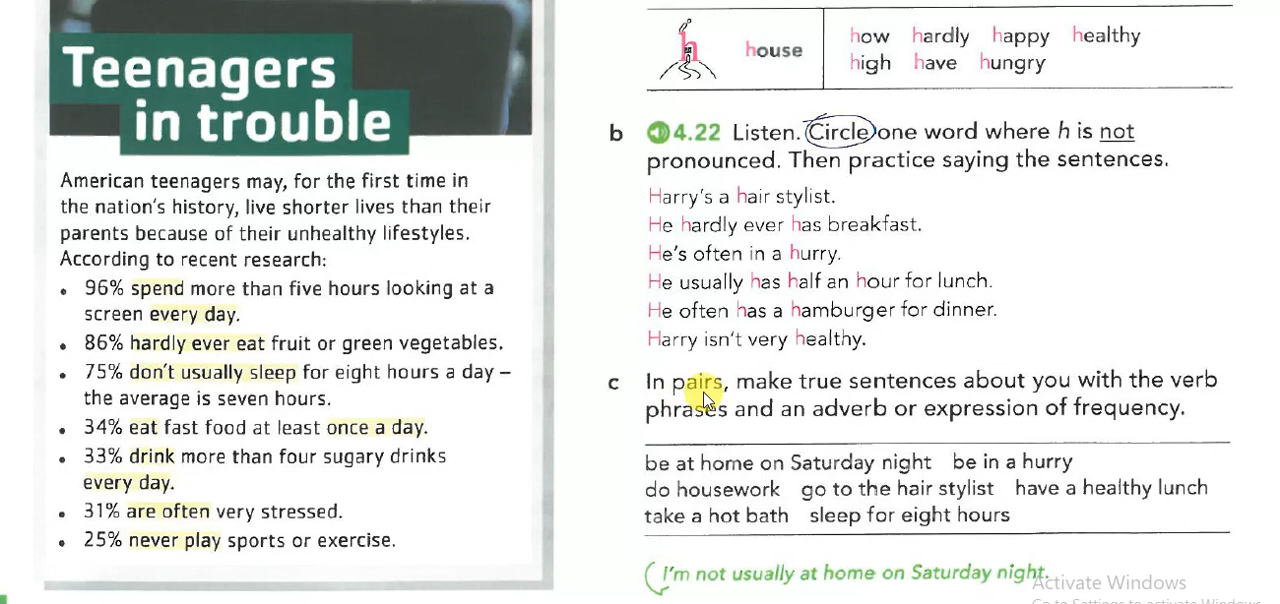 Teenagers
in trouble
American teenagers may, for the first time in
the nation's history, live shorter lives than their
parents because of their unhealthy lifestyles.
According to recent research:
• 96% spend more than five hours looking at a
screen every day.
• 86% hardly ever eat fruit or green vegetables.
• 75% don't usually sleep for eight hours a day –
the average is seven hours.
• 34% eat fast food at least once a day.
• 33% drink more than four sugary drinks
every day.
• 31% are often very stressed.
• 25% never play sports or exercise.
h house how hardly happy healthy
high have hungry
b 4.22 Listen. Circle one word where h is not
pronounced. Then practice saying the sentences.
Harry's a hair stylist.
He hardly ever has breakfast.
He's often in a hurry.
He usually has half an hour for lunch.
He often has a hamburger for dinner.
Harry isn't very healthy.
c In pairs, make true sentences about you with the verb
phrases and an adverb or expression of frequency.
be at home on Saturday night be in a hurry
do housework go to the hair stylist have a healthy lunch
take a hot bath sleep for eight hours
I'm not usually at home on Saturday night.
Activate Windows
Go to Settings to activate Windows